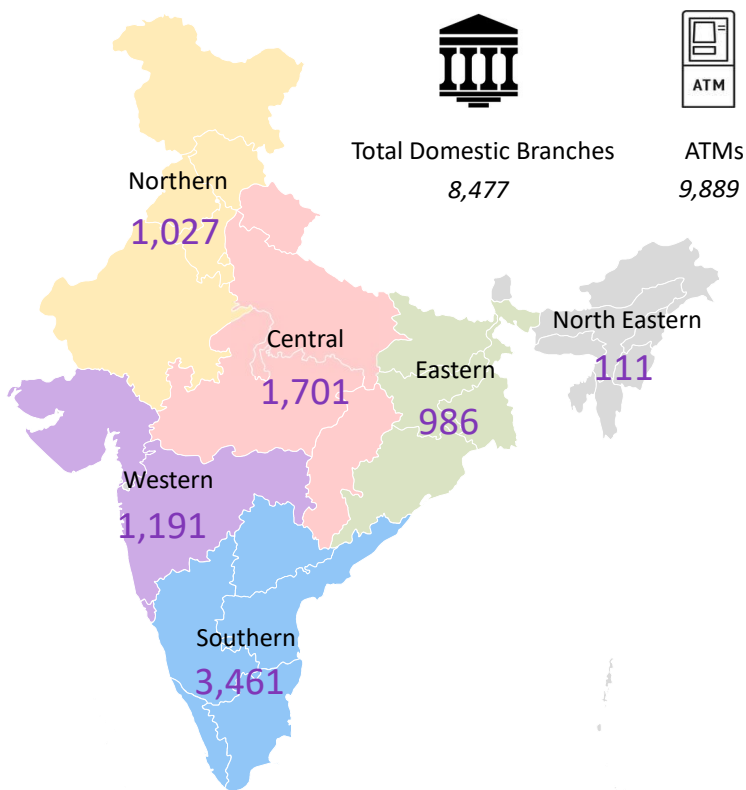 ATM
Total Domestic Branches
8,477
ATMs
9,889
Northern
1,027
North Eastern
111
Central
1,701
Eastern
986
Western
1,191
Southern
3,461